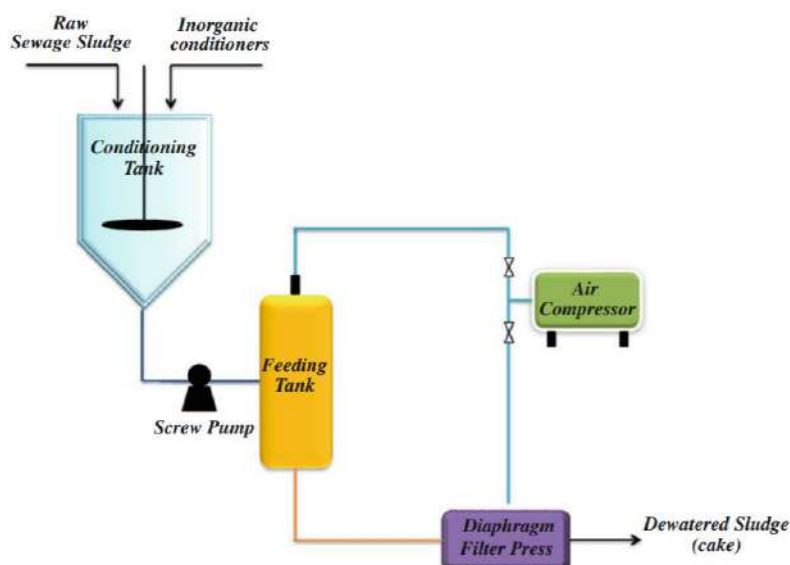 Raw
Sewage Sludge
Inorganic
conditioners
Conditioning
Tank
Air
Compressor
Feeding
Tank
Screw Pump
Diaphragm
Filter Press
Dewatered Sludge
(cake)